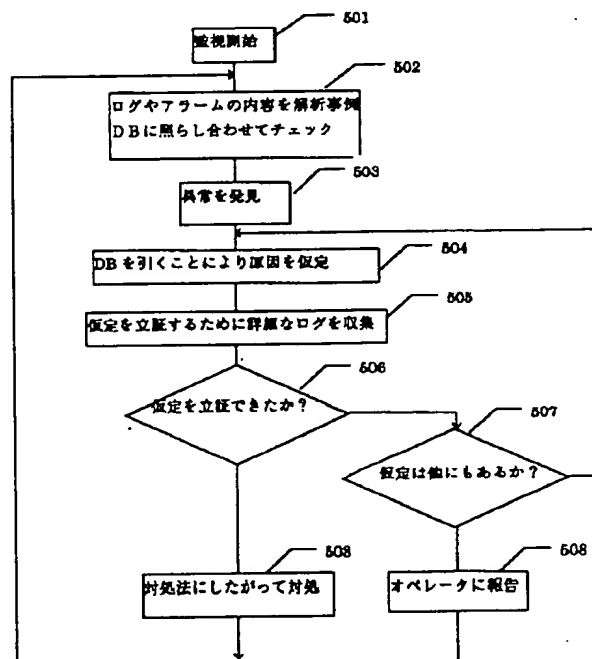 501
監視開始
502
ログやアラームの内容を解析事例
DBに照らし合わせてチェック
503
異常を発見
504
DBを引くことにより原因を仮定
505
仮定を立証するために詳細なログを収集
506
仮定を立証できたか?
507
仮定は他にもあるか?
508
対処法にしたがって対処
508
オペレータに報告